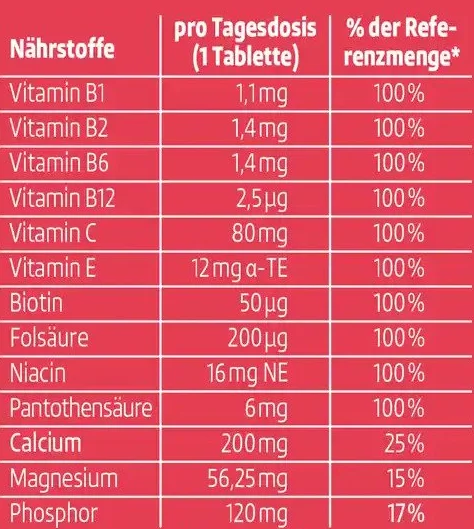 Nährstoffe pro Tagesdosis (1 Tablette) % der Refe-renzmenge*
Vitamin B1 1,1 mg 100 %
Vitamin B2 1,4 mg 100 %
Vitamin B6 1,4 mg 100 %
Vitamin B12 2,5 µg 100 %
Vitamin C 80 mg 100 %
Vitamin E 12 mg α-TE 100 %
Biotin 50 µg 100 %
Folsäure 200 µg 100 %
Niacin 16 mg NE 100 %
Pantothensäure 6 mg 100 %
Calcium 200 mg 25 %
Magnesium 56,25 mg 15 %
Phosphor 120 mg 17 %